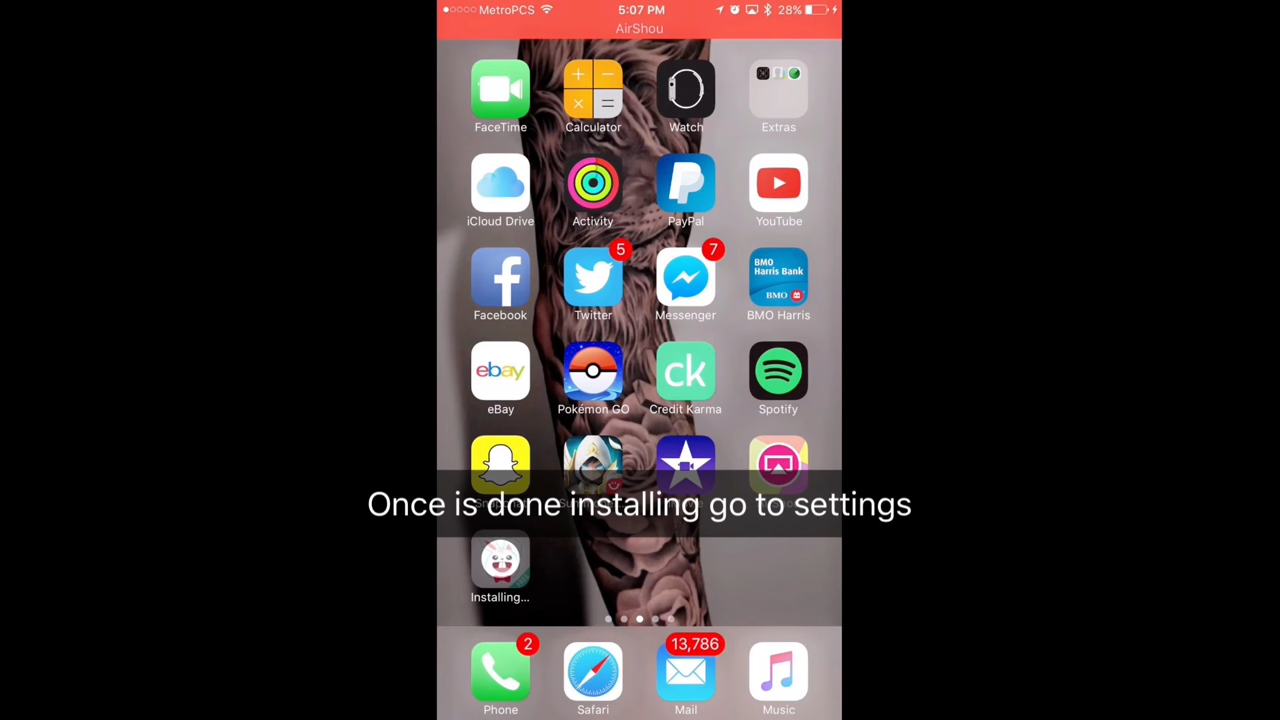 MetroPCS 5:07 PM 28%
AirShou
FaceTime Calculator Watch Extras
iCloud Drive Activity PayPal YouTube
5 7
BMO Harris Bank
BMO
Facebook Twitter Messenger BMO Harris
ebay ck
eBay Pokémon GO Credit Karma Spotify
Once is done installing go to settings
Installing...
2 13,786
Phone Safari Mail Music